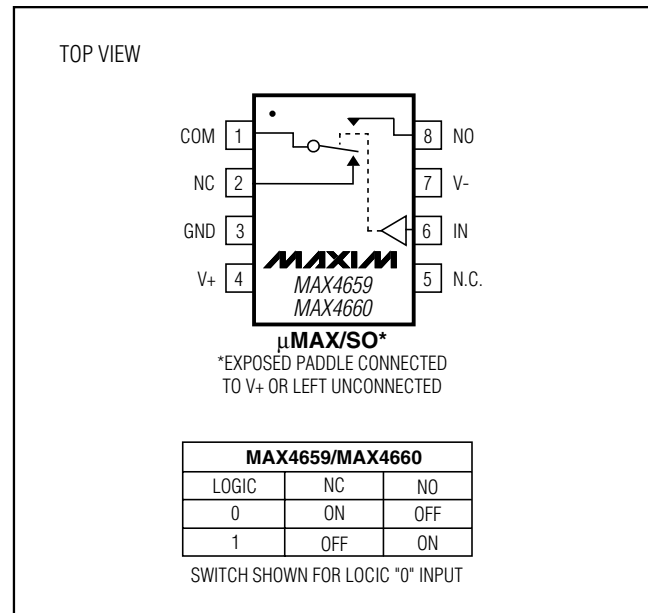 TOP VIEW
COM 1
8 NO
NC 2
7 V-
GND 3
6 IN
V+ 4
5 N.C.
MAXIM
MAX4659
MAX4660
µMAX/SO*
*EXPOSED PADDLE CONNECTED
TO V+ OR LEFT UNCONNECTED
MAX4659/MAX4660
LOGIC NC NO
0 ON OFF
1 OFF ON
SWITCH SHOWN FOR LOCIC "0" INPUT